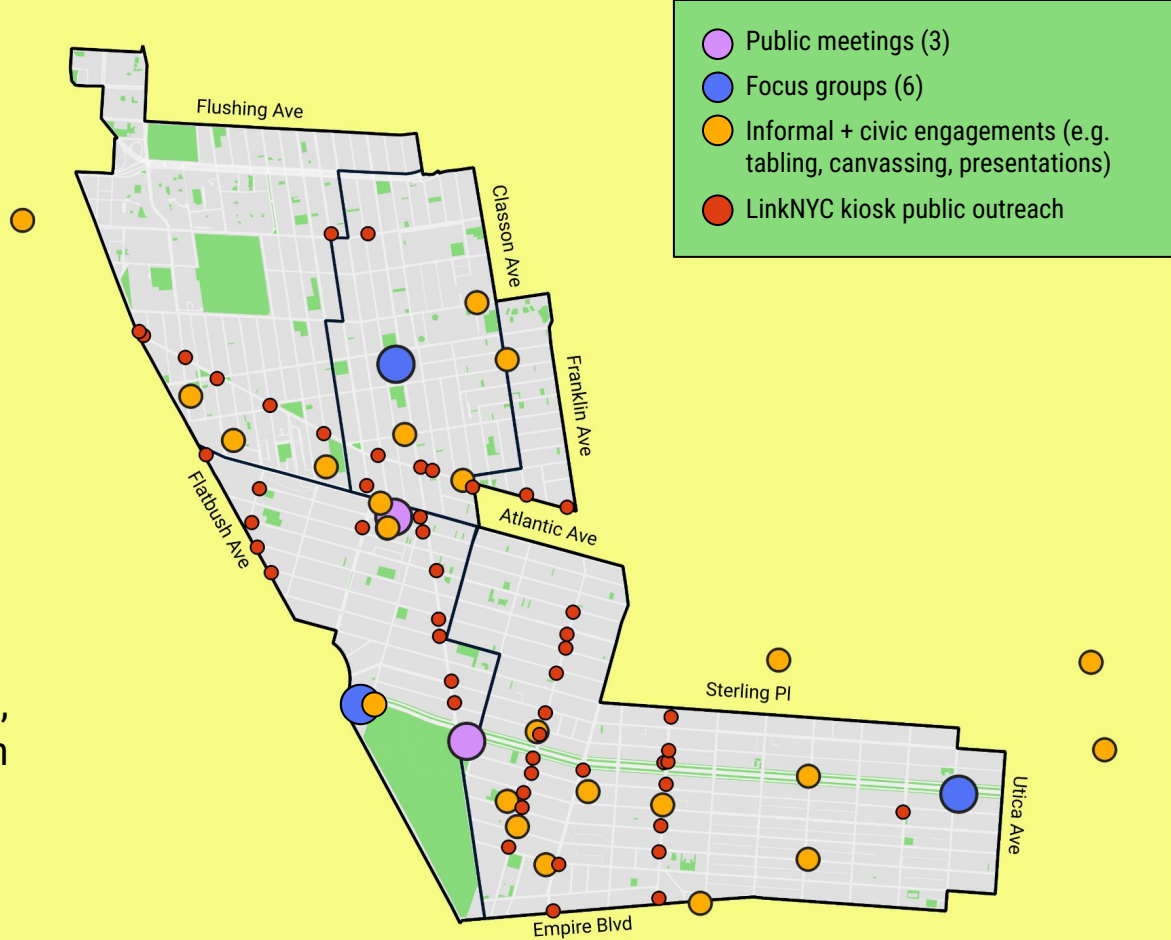 Public meetings (3)
Focus groups (6)
Informal + civic engagements (e.g.
tabling, canvassing, presentations)
LinkNYC kiosk public outreach
Flushing Ave
Classon Ave
Franklin Ave
Flatbush Ave
Atlantic Ave
Sterling Pl
Utica Ave
Empire Blvd